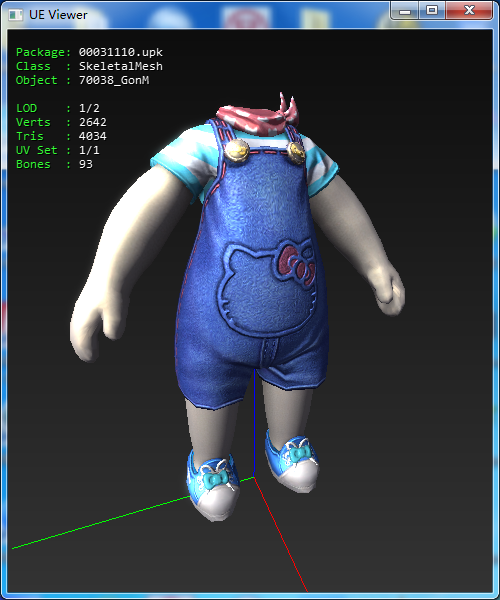 UE Viewer
Package: 00031110.upk
Class : SkeletalMesh
Object : 70038_GonM
LOD : 1/2
Verts : 2642
Tris : 4034
UV Set : 1/1
Bones : 93